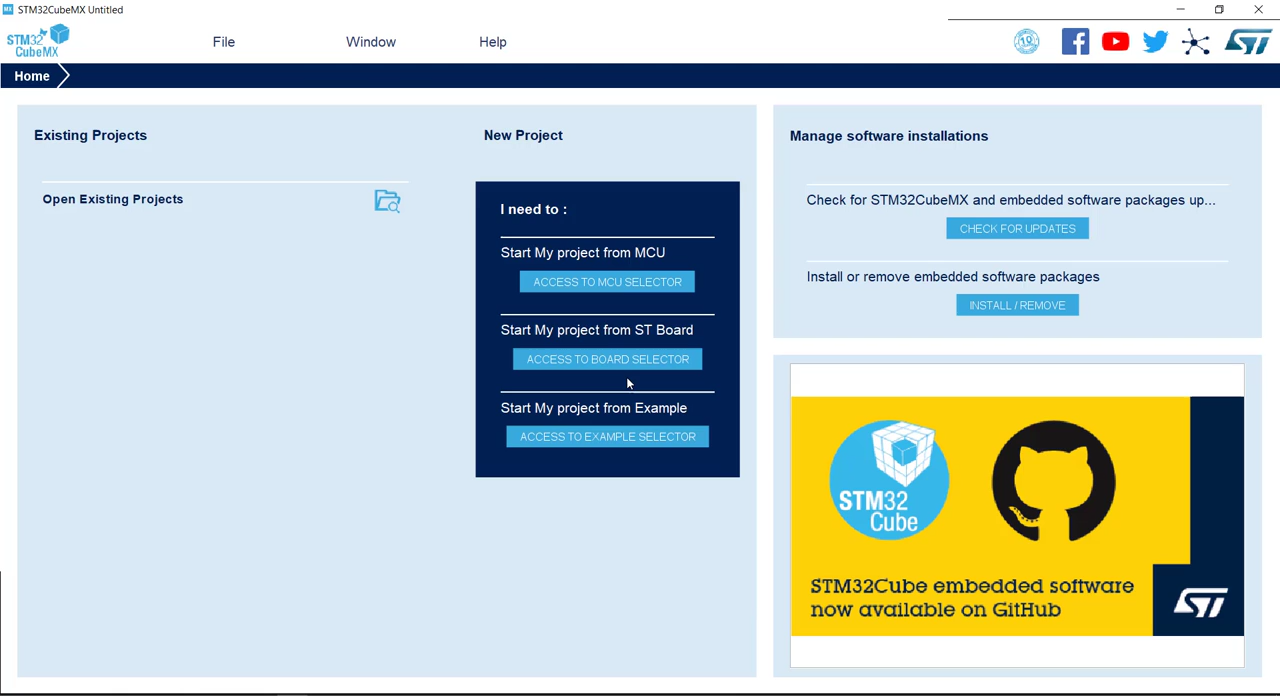 STM32CubeMX Untitled
STM32
CubeMX
File
Window
Help
10
Home
Existing Projects
Open Existing Projects
New Project
I need to :
Start My project from MCU
ACCESS TO MCU SELECTOR
Start My project from ST Board
ACCESS TO BOARD SELECTOR
Start My project from Example
ACCESS TO EXAMPLE SELECTOR
Manage software installations
Check for STM32CubeMX and embedded software packages up...
CHECK FOR UPDATES
Install or remove embedded software packages
INSTALL / REMOVE
STM32
Cube
STM32Cube embedded software
now available on GitHub
ST